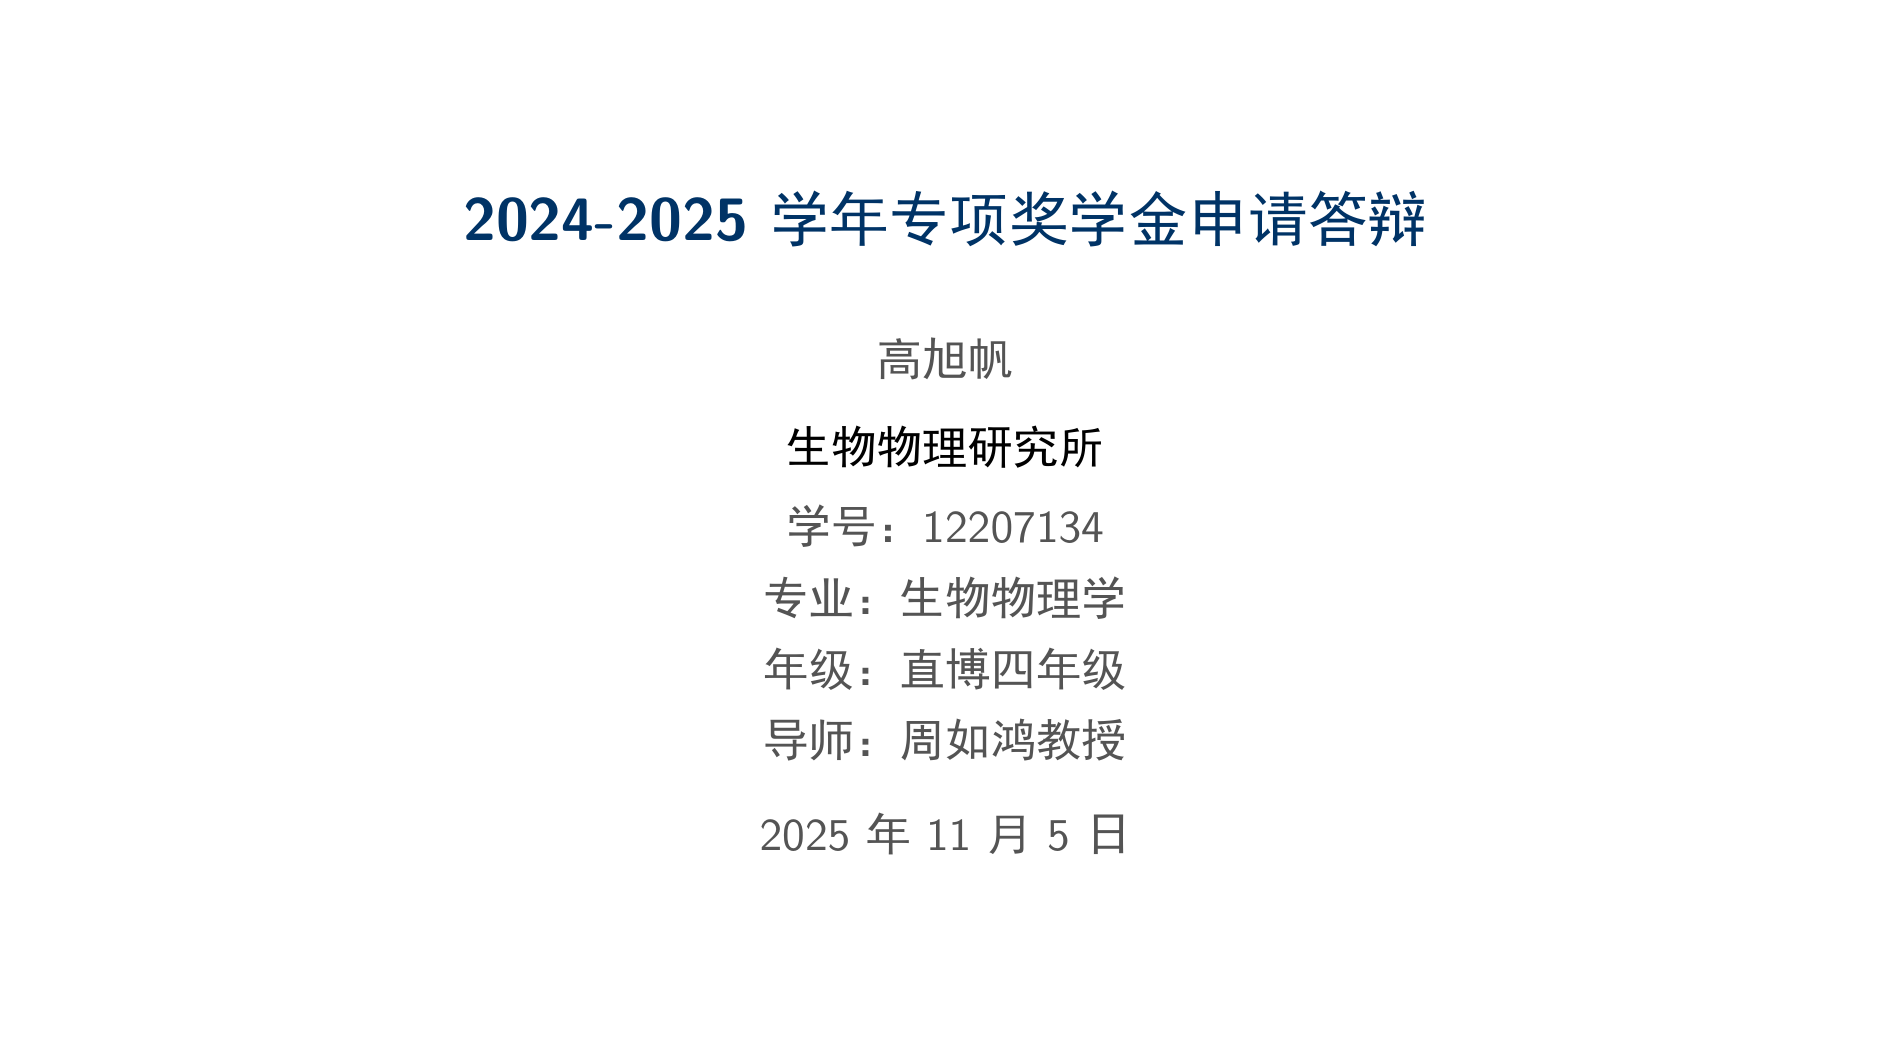 2024-2025 学年专项奖学金申请答辩
高旭帆
生物物理研究所
学号：12207134
专业：生物物理学
年级：直博四年级
导师：周如鸿教授
2025 年 11 月 5 日